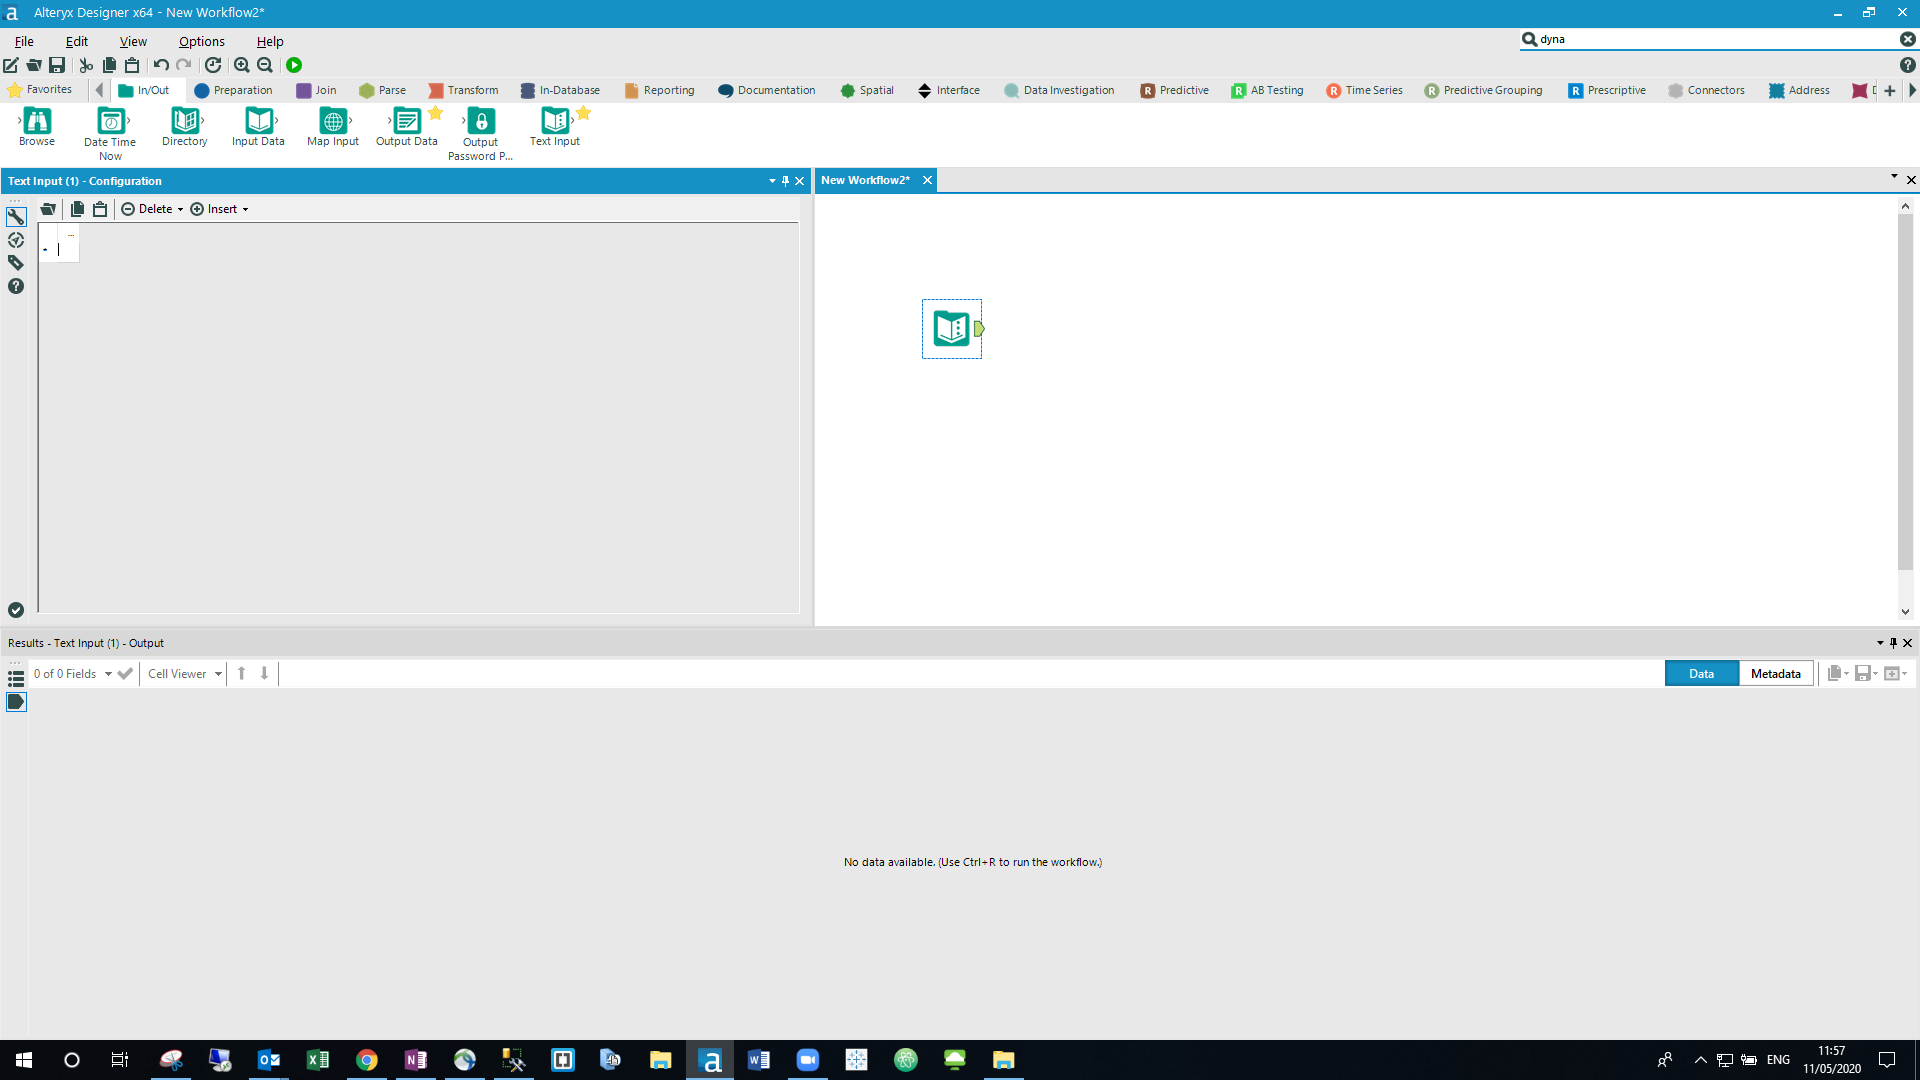 Alteryx Designer x64 - New Workflow2*
File Edit View Options Help
dyna
Favorites In/Out Preparation Join Parse Transform In-Database Reporting Documentation Spatial Interface Data Investigation Predictive AB Testing Time Series Predictive Grouping Prescriptive Connectors Address
Browse Date Time Now Directory Input Data Map Input Output Data Output Password P... Text Input
Text Input (1) - Configuration
New Workflow2*
Delete Insert
...
Results - Text Input (1) - Output
0 of 0 Fields Cell Viewer Data Metadata
No data available. (Use Ctrl+R to run the workflow.)
ENG
11:57
11/05/2020